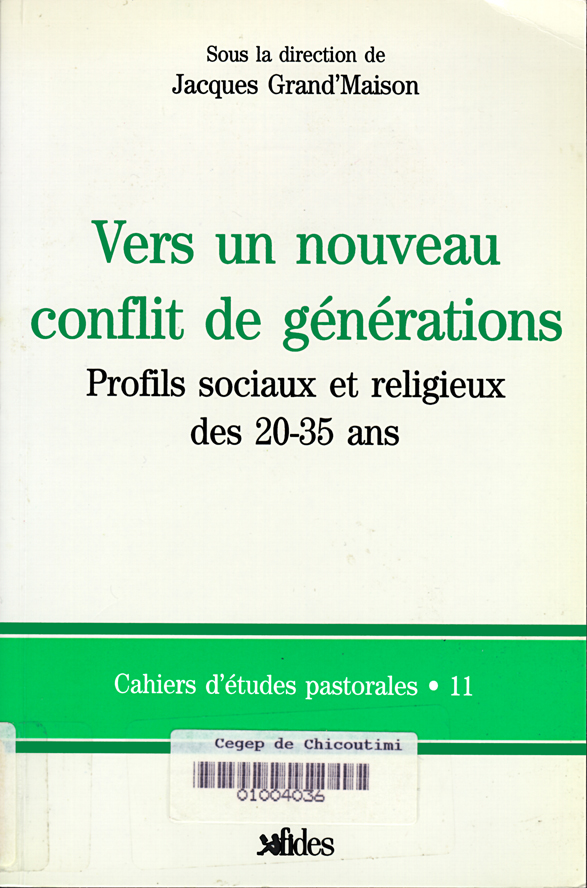 Sous la direction de
Jacques Grand'Maison
Vers un nouveau
conflit de générations
Profils sociaux et religieux
des 20-35 ans
Cahiers d'études pastorales • 11
Cegep de Chicoutimi
01004036
fides